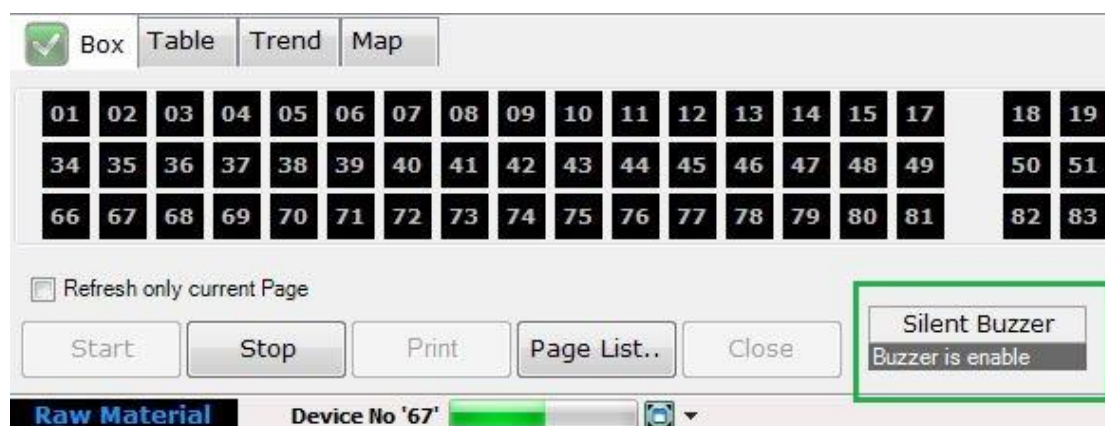 Box Table Trend Map
01 02 03 04 05 06 07 08 09 10 11 12 13 14 15 17 18 19
34 35 36 37 38 39 40 41 42 43 44 45 46 47 48 49 50 51
66 67 68 69 70 71 72 73 74 75 76 77 78 79 80 81 82 83
Refresh only current Page
Start Stop Print Page List.. Close Silent Buzzer
Buzzer is enable
Raw Material Device No '67'